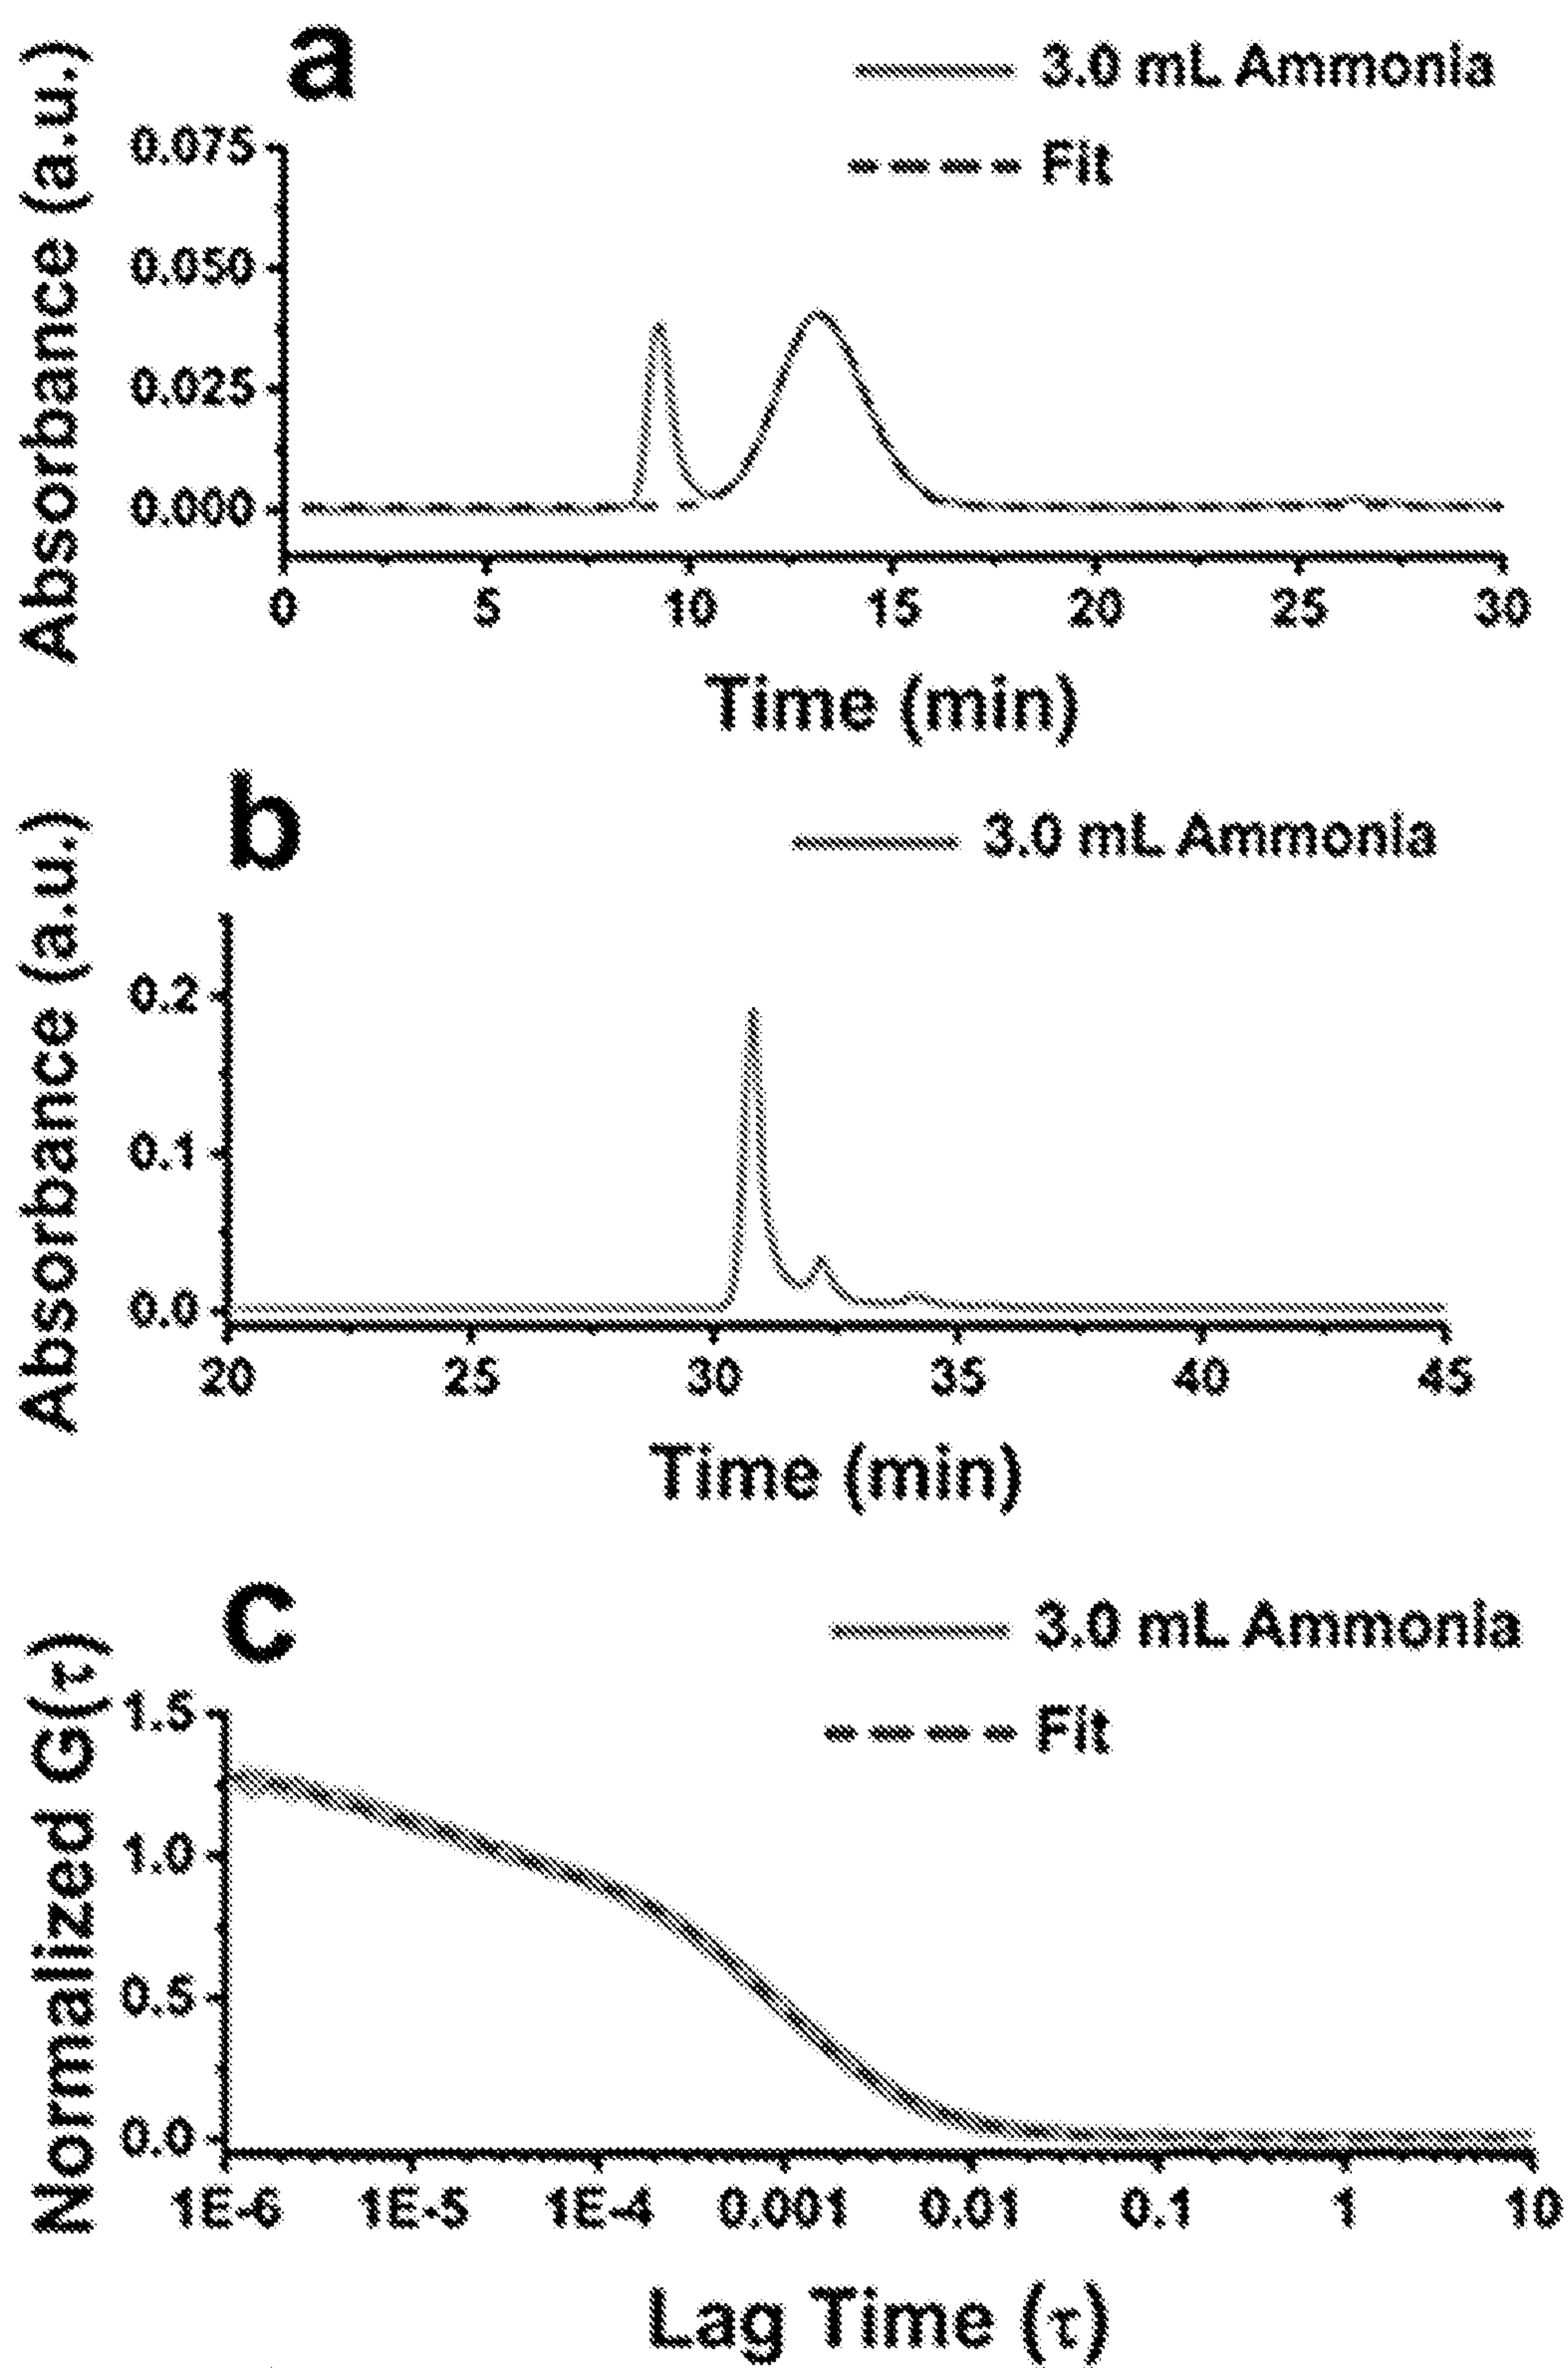 a
3.0 mL Ammonia
Fit
Absorbance (a.u.)
0.075
0.050
0.025
0.000
0 5 10 15 20 25 30
Time (min)
b
3.0 mL Ammonia
Absorbance (a.u.)
0.2
0.1
0.0
20 25 30 35 40 45
Time (min)
c
3.0 mL Ammonia
Fit
Normalized G(τ)
1.5
1.0
0.5
0.0
1E-6 1E-5 1E-4 0.001 0.01 0.1 1 10
Lag Time (τ)